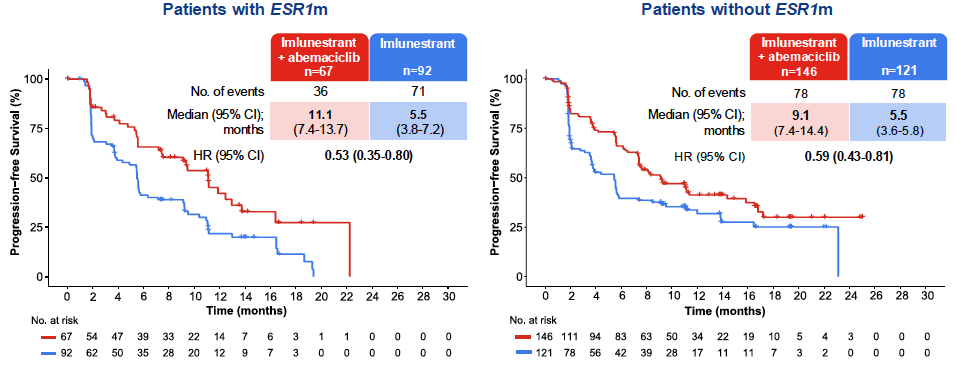 Patients with ESR1m
Imlunestrant + abemaciclib n=67
Imlunestrant n=92
No. of events 36 71
Median (95% CI); months 11.1 (7.4-13.7) 5.5 (3.8-7.2)
HR (95% CI) 0.53 (0.35-0.80)
Progression-free Survival (%)
100
75
50
25
0
0 2 4 6 8 10 12 14 16 18 20 22 24 26 28 30
Time (months)
No. at risk
67 54 47 39 33 22 14 7 6 3 1 1 0 0 0 0
92 62 50 35 28 20 12 9 7 3 0 0 0 0 0 0
Patients without ESR1m
Imlunestrant + abemaciclib n=146
Imlunestrant n=121
No. of events 78 78
Median (95% CI); months 9.1 (7.4-14.4) 5.5 (3.6-5.8)
HR (95% CI) 0.59 (0.43-0.81)
Progression-free Survival (%)
100
75
50
25
0
0 2 4 6 8 10 12 14 16 18 20 22 24 26 28 30
Time (months)
No. at risk
146 111 94 83 63 50 34 22 19 10 5 4 3 0 0 0
121 78 56 42 39 28 17 11 11 7 3 2 0 0 0 0